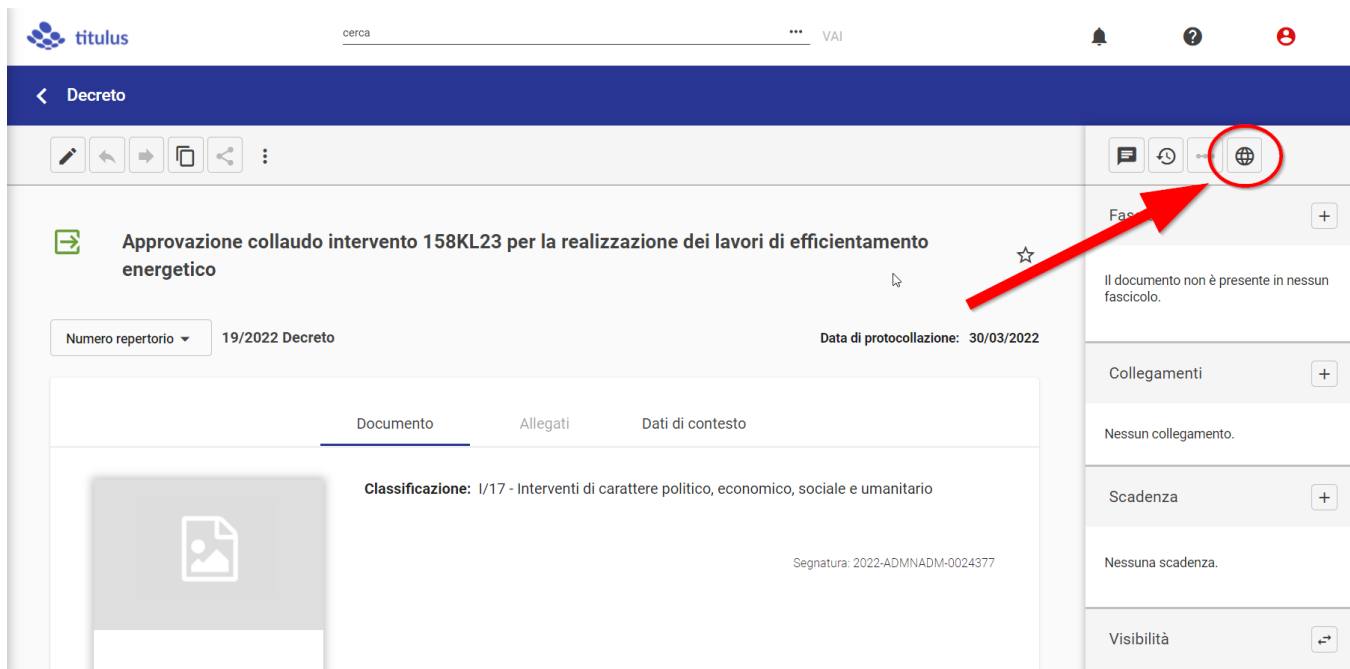 titulus
cerca
VAI
Decreto
Approvazione collaudo intervento 158KL23 per la realizzazione dei lavori di efficientamento
energetico
Numero repertorio
19/2022 Decreto
Data di protocollazione: 30/03/2022
Documento
Allegati
Dati di contesto
Classificazione: I/17 - Interventi di carattere politico, economico, sociale e umanitario
Segnatura: 2022-ADMNADM-0024377
Il documento non è presente in nessun
fascicolo.
Collegamenti
Nessun collegamento.
Scadenza
Nessuna scadenza.
Visibilità